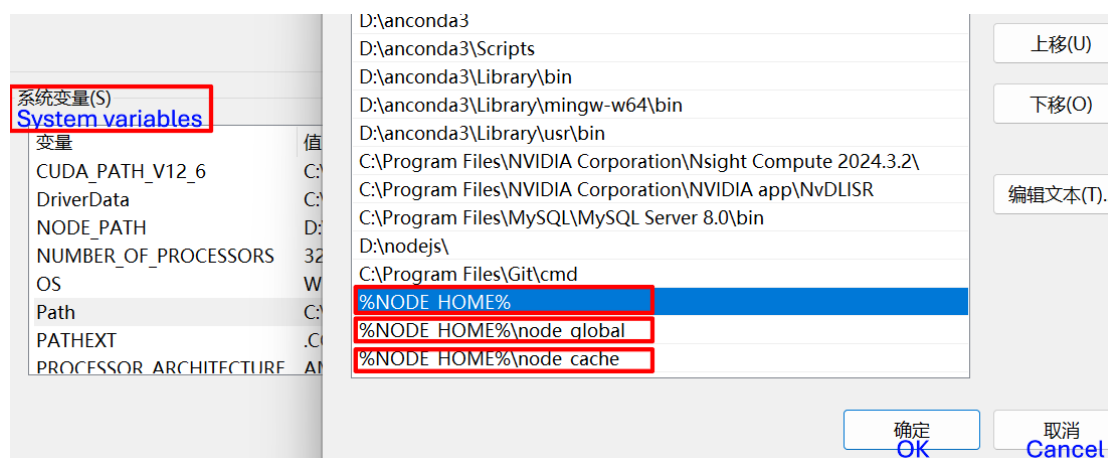 系统变量(S)
System variables
变量
值
CUDA_PATH_V12_6
C:\
DriverData
C:\
NODE_PATH
D:
NUMBER_OF_PROCESSORS
32
OS
W
Path
C:\
PATHEXT
.CO
PROCESSOR_ARCHITECTURE
AM
D:\anconda3
D:\anconda3\Scripts
D:\anconda3\Library\bin
D:\anconda3\Library\mingw-w64\bin
D:\anconda3\Library\usr\bin
C:\Program Files\NVIDIA Corporation\Nsight Compute 2024.3.2\
C:\Program Files\NVIDIA Corporation\NVIDIA app\NvDLISR
C:\Program Files\MySQL\MySQL Server 8.0\bin
D:\nodejs\
C:\Program Files\Git\cmd
%NODE_HOME%
%NODE_HOME%\node_global
%NODE_HOME%\node_cache
上移(U)
下移(O)
编辑文本(T).
确定
OK
取消
Cancel